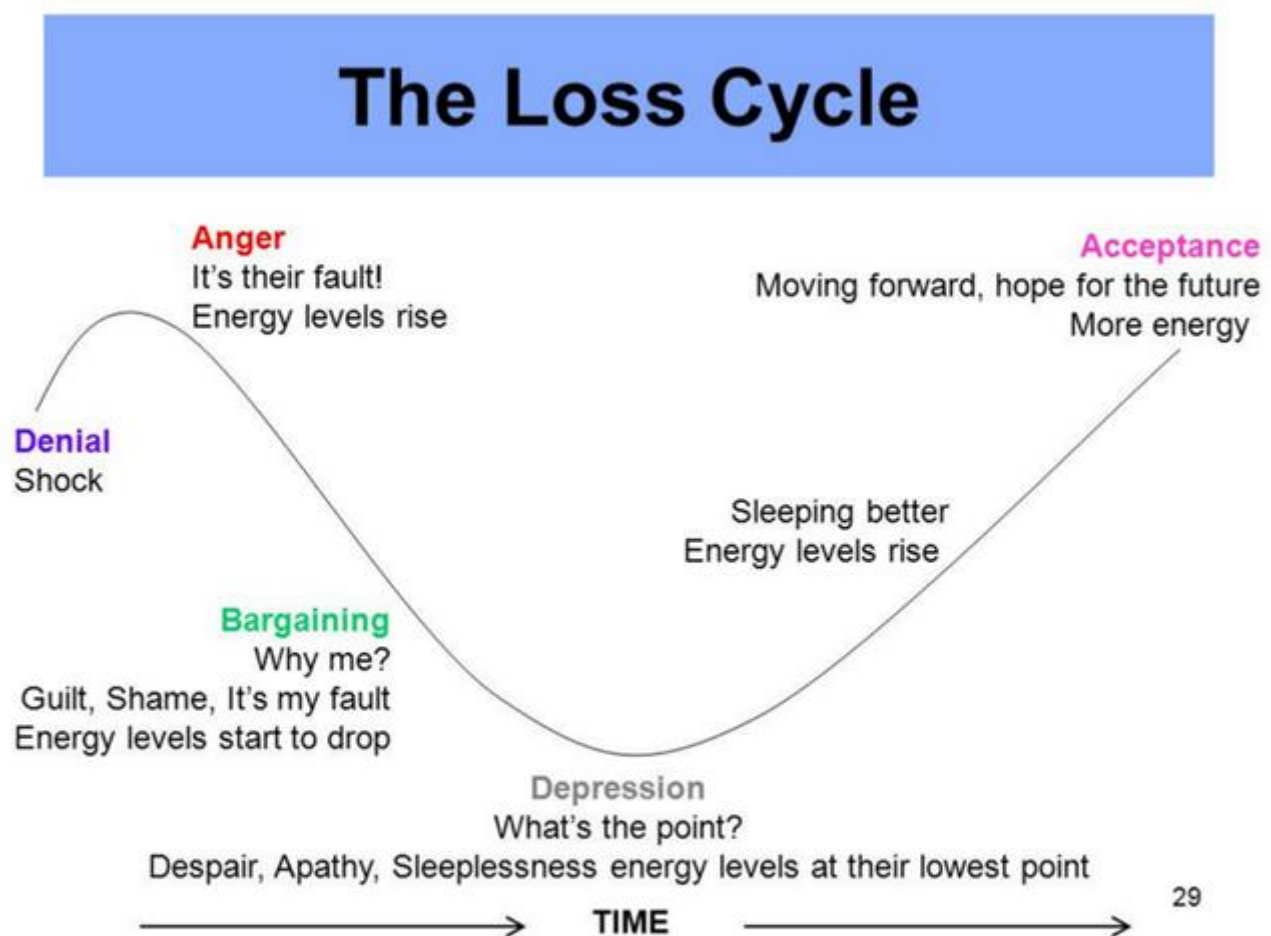 The Loss Cycle
Anger
It's their fault!
Energy levels rise
Acceptance
Moving forward, hope for the future
More energy
Denial
Shock
Sleeping better
Energy levels rise
Bargaining
Why me?
Guilt, Shame, It's my fault
Energy levels start to drop
Depression
What's the point?
Despair, Apathy, Sleeplessness energy levels at their lowest point
29
TIME